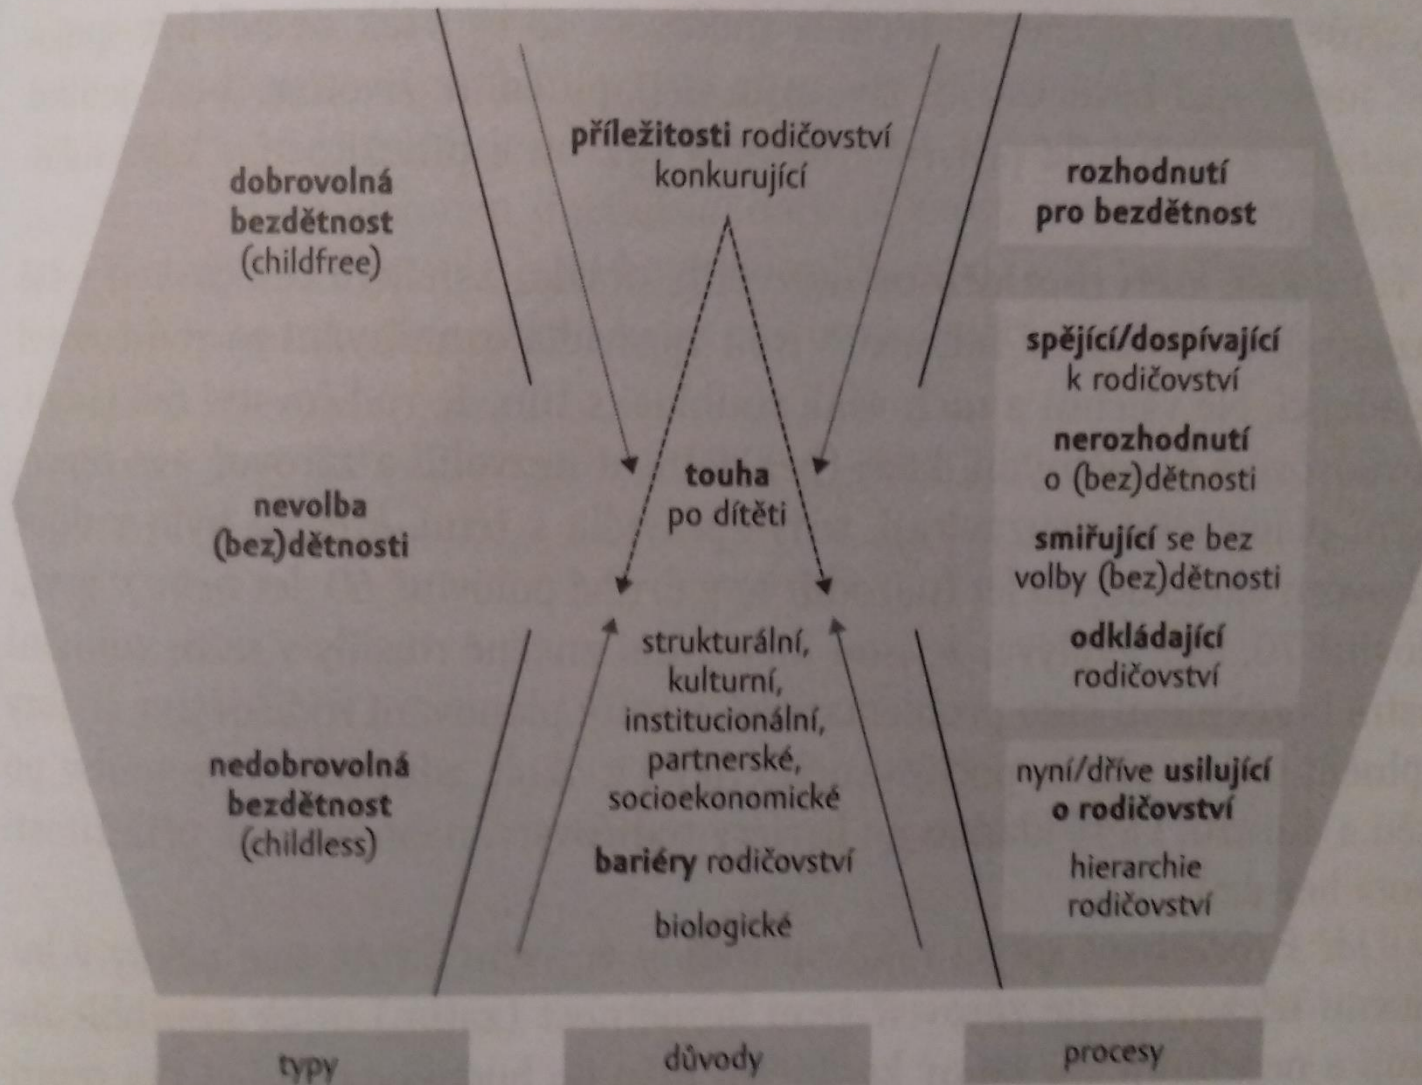 dobrovolná
bezdětnost
(childfree)
nevolba
(bez)dětnosti
nedobrovolná
bezdětnost
(childless)
příležitosti rodičovství
konkurující
touha
po dítěti
strukturální,
kulturní,
institucionální,
partnerské,
socioekonomické
bariéry rodičovství
biologické
rozhodnutí
pro bezdětnost
spějící/dospívající
k rodičovství
nerozhodnutí
o (bez)dětnosti
smiřující se bez
volby (bez)dětnosti
odkládající
rodičovství
nyní/dříve usilující
o rodičovství
hierarchie
rodičovství
typy
důvody
procesy